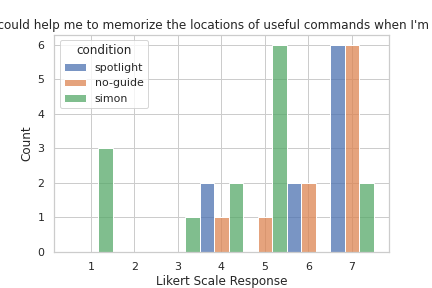 could help me to memorize the locations of useful commands when I'm
condition
spotlight
no-guide
simon
6
5
4
3
2
1
0
Count
1 2 3 4 5 6 7
Likert Scale Response